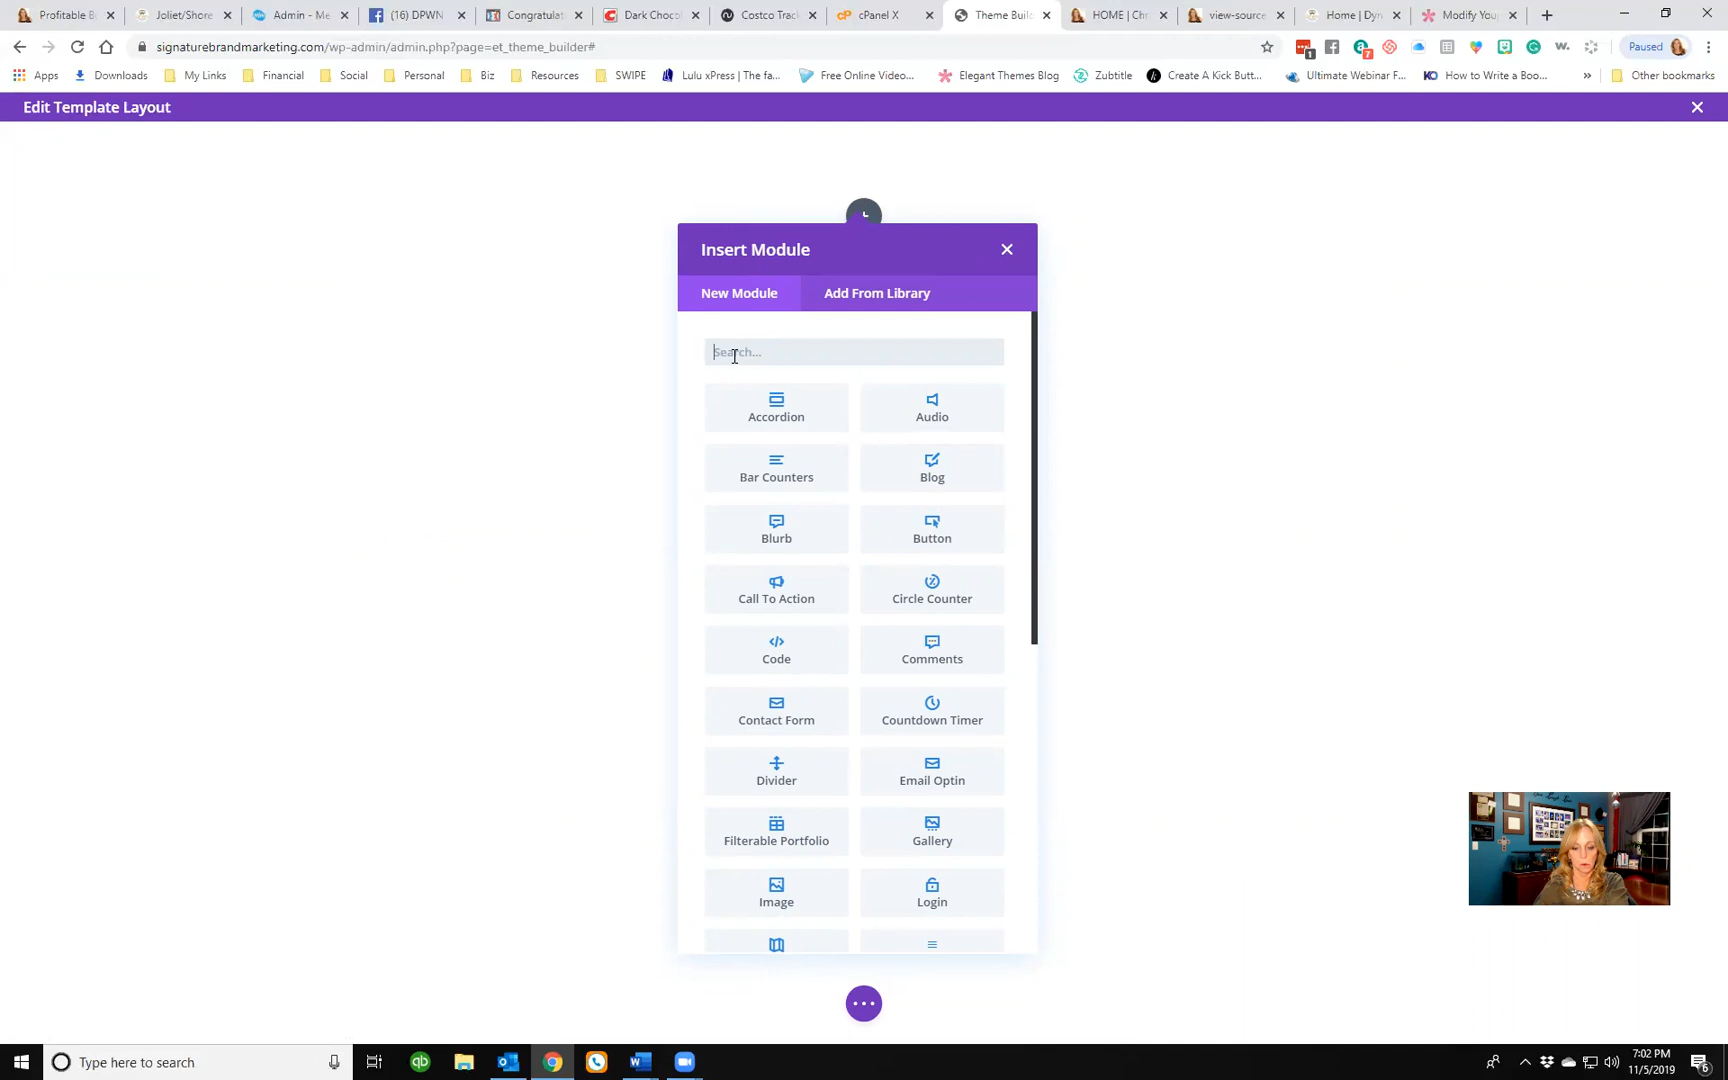 Profitable B
Joliet/Shore
Admin - Me
(16) DPWN
Congratulat
Dark Choco
Costco Track
cPanel X
Theme Build
HOME | Chr
view-source
Home | Dyn
Modify You
signaturebrandmarketing.com/wp-admin/admin.php?page=et_theme_builder#
Paused
Apps
Downloads
My Links
Financial
Social
Personal
Biz
Resources
SWIPE
Lulu xPress | The fa...
Free Online Video...
Elegant Themes Blog
Zubtitle
Create A Kick Butt...
Ultimate Webinar F...
How to Write a Boo...
»
Other bookmarks
Edit Template Layout
Insert Module
New Module
Add From Library
Search...
Accordion
Audio
Bar Counters
Blog
Blurb
Button
Call To Action
Circle Counter
Code
Comments
Contact Form
Countdown Timer
Divider
Email Optin
Filterable Portfolio
Gallery
Image
Login
Type here to search
7:02 PM
11/5/2019
6